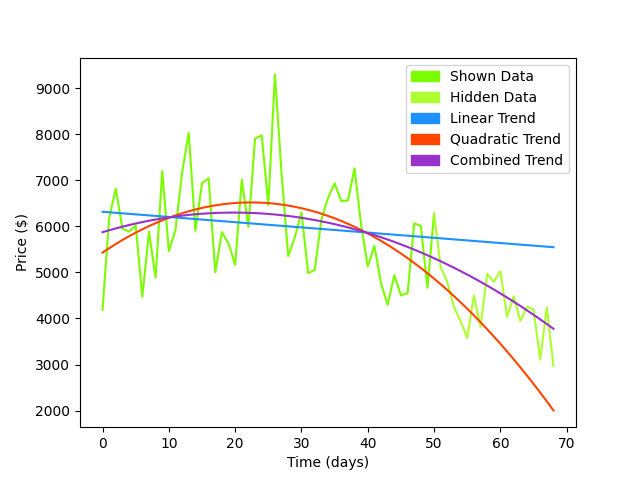 Shown Data
Hidden Data
Linear Trend
Quadratic Trend
Combined Trend
Price ($)
9000
8000
7000
6000
5000
4000
3000
2000
0 10 20 30 40 50 60 70
Time (days)